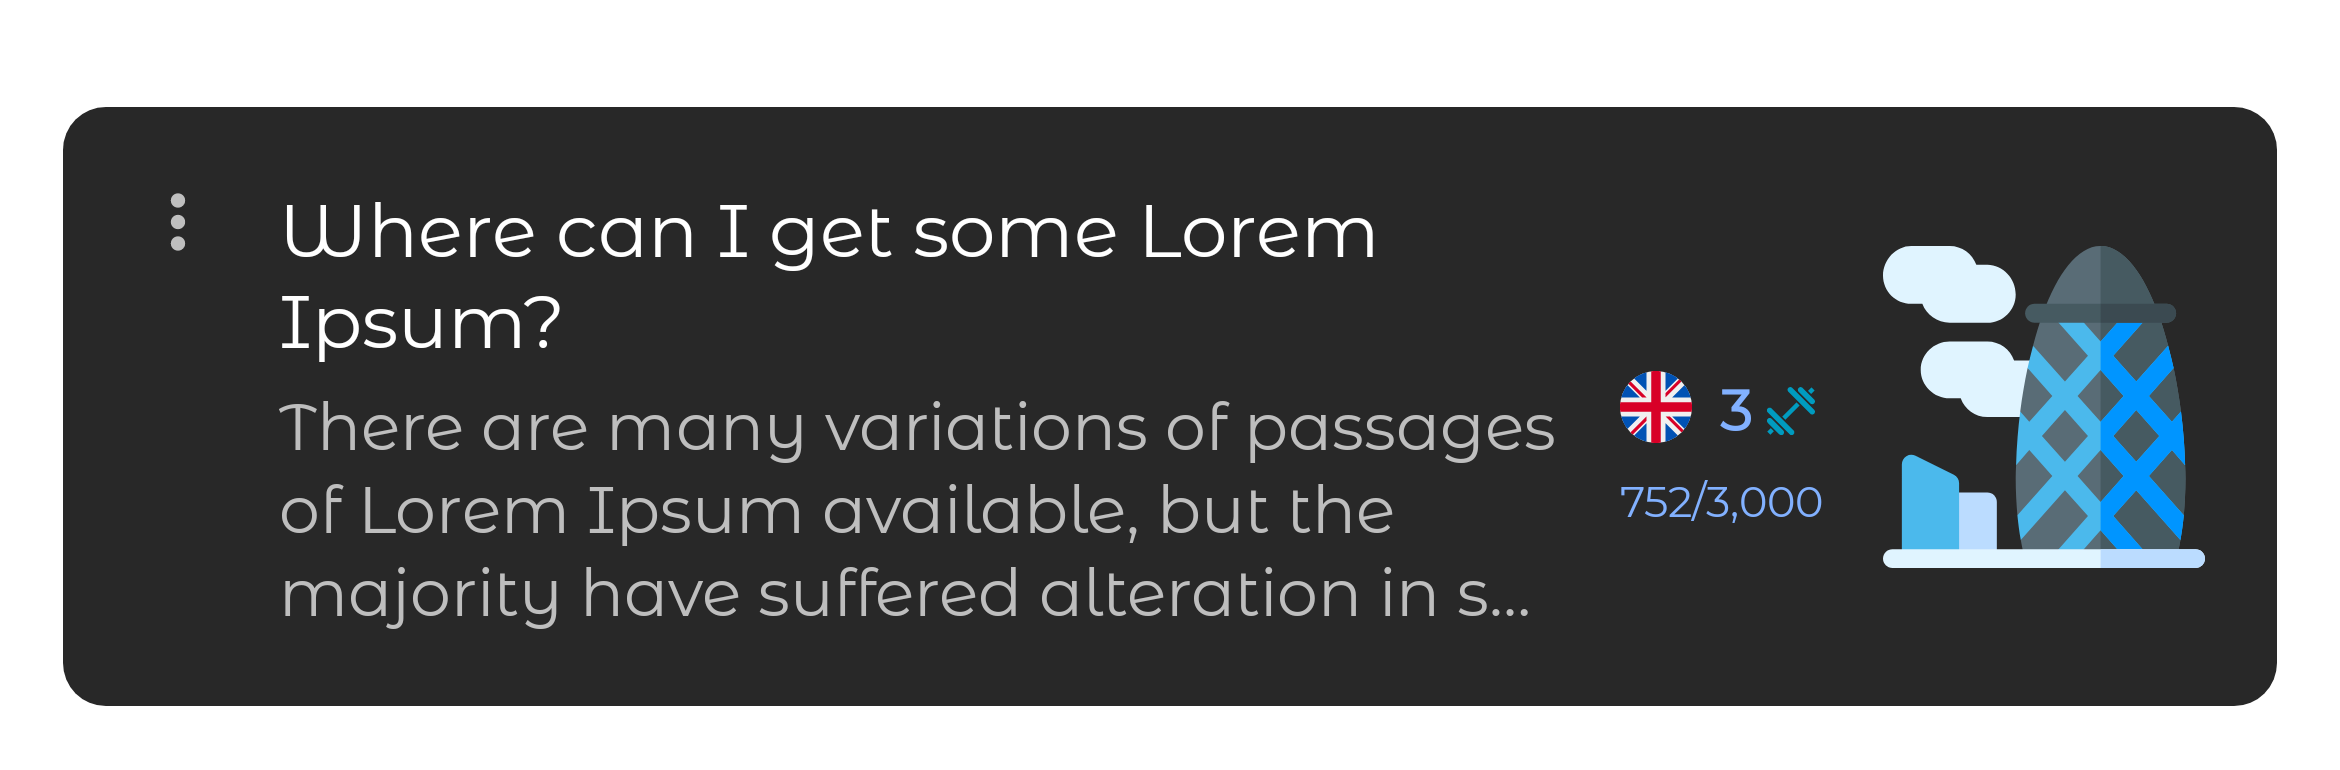 Where can I get some Lorem
Ipsum?
There are many variations of passages
of Lorem Ipsum available, but the
majority have suffered alteration in s...
3
752/3,000